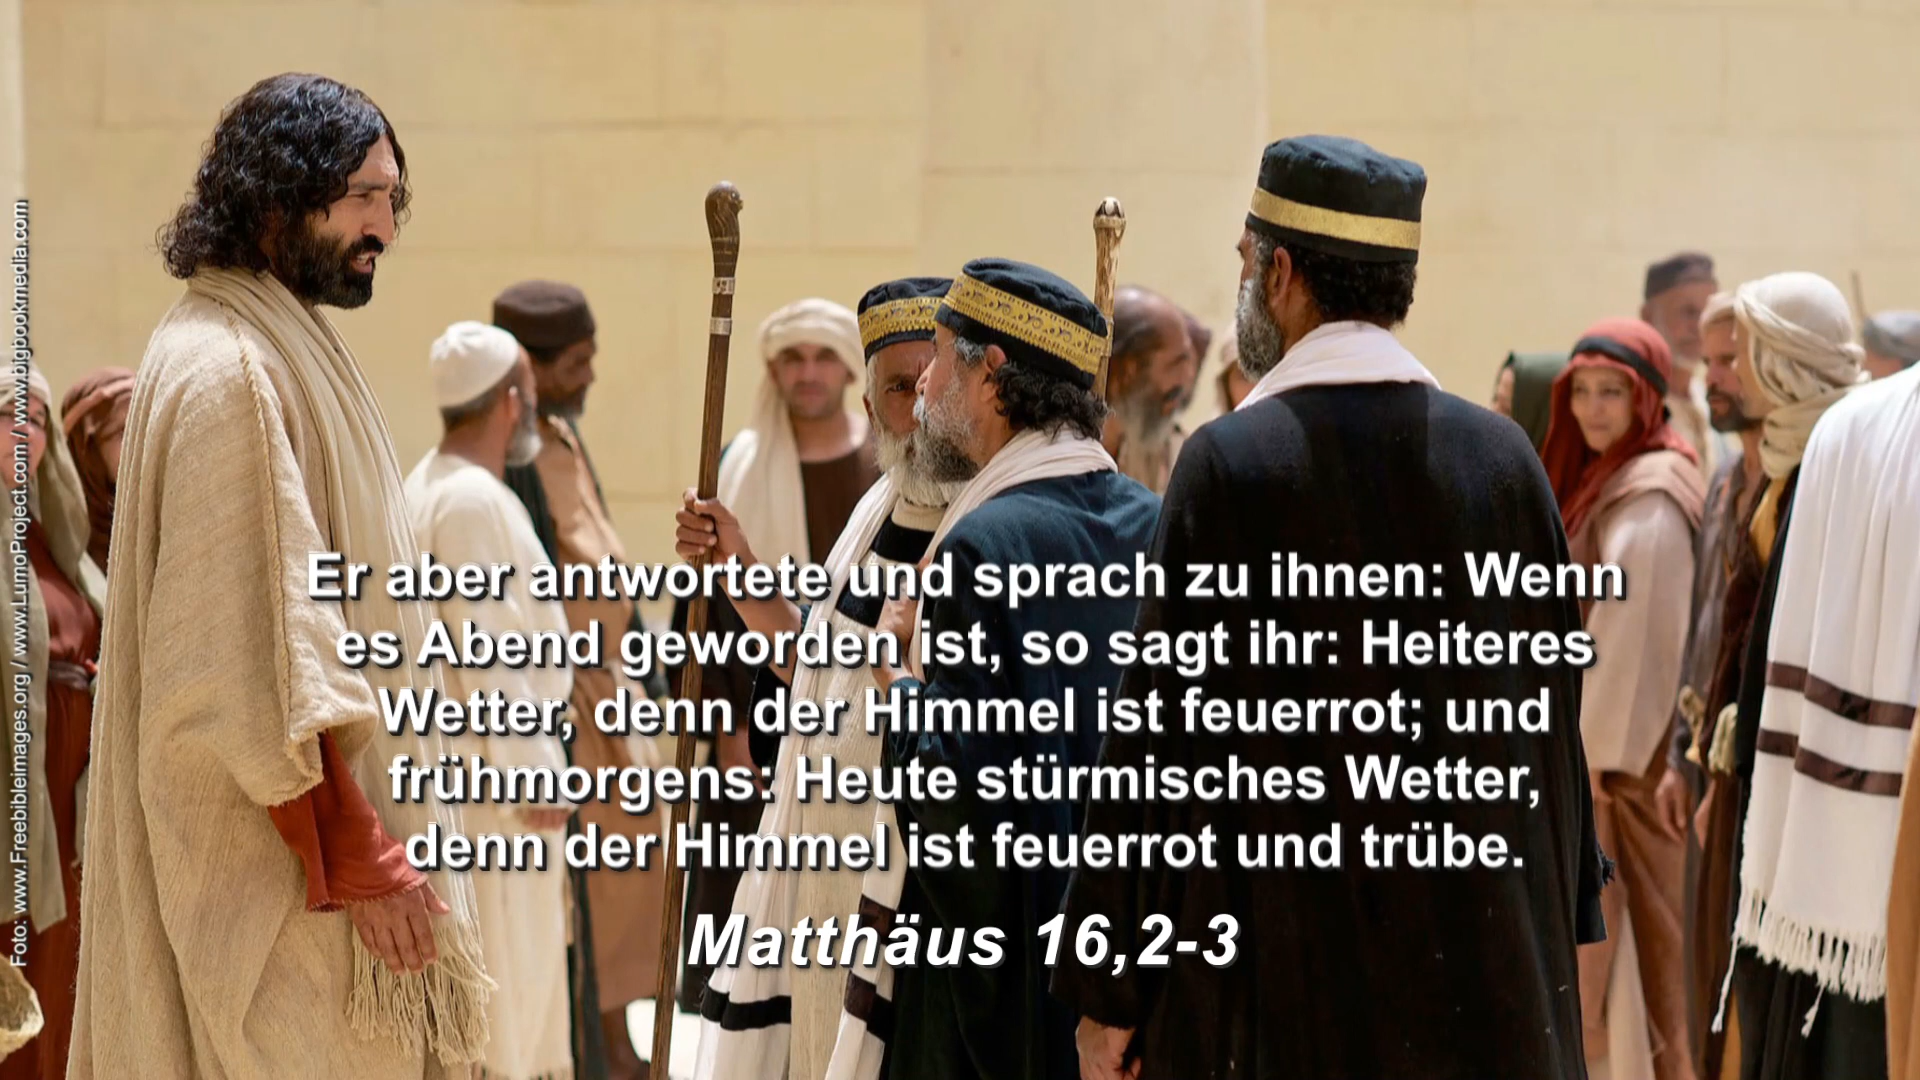 Er aber antwortete und sprach zu ihnen: Wenn
es Abend geworden ist, so sagt ihr: Heiteres
Wetter, denn der Himmel ist feuerrot; und
frühmorgens: Heute stürmisches Wetter,
denn der Himmel ist feuerrot und trübe.
Matthäus 16,2-3
Foto: www.Freebibleimages.org / www.LumoProject.com / www.bigbookmedia.com